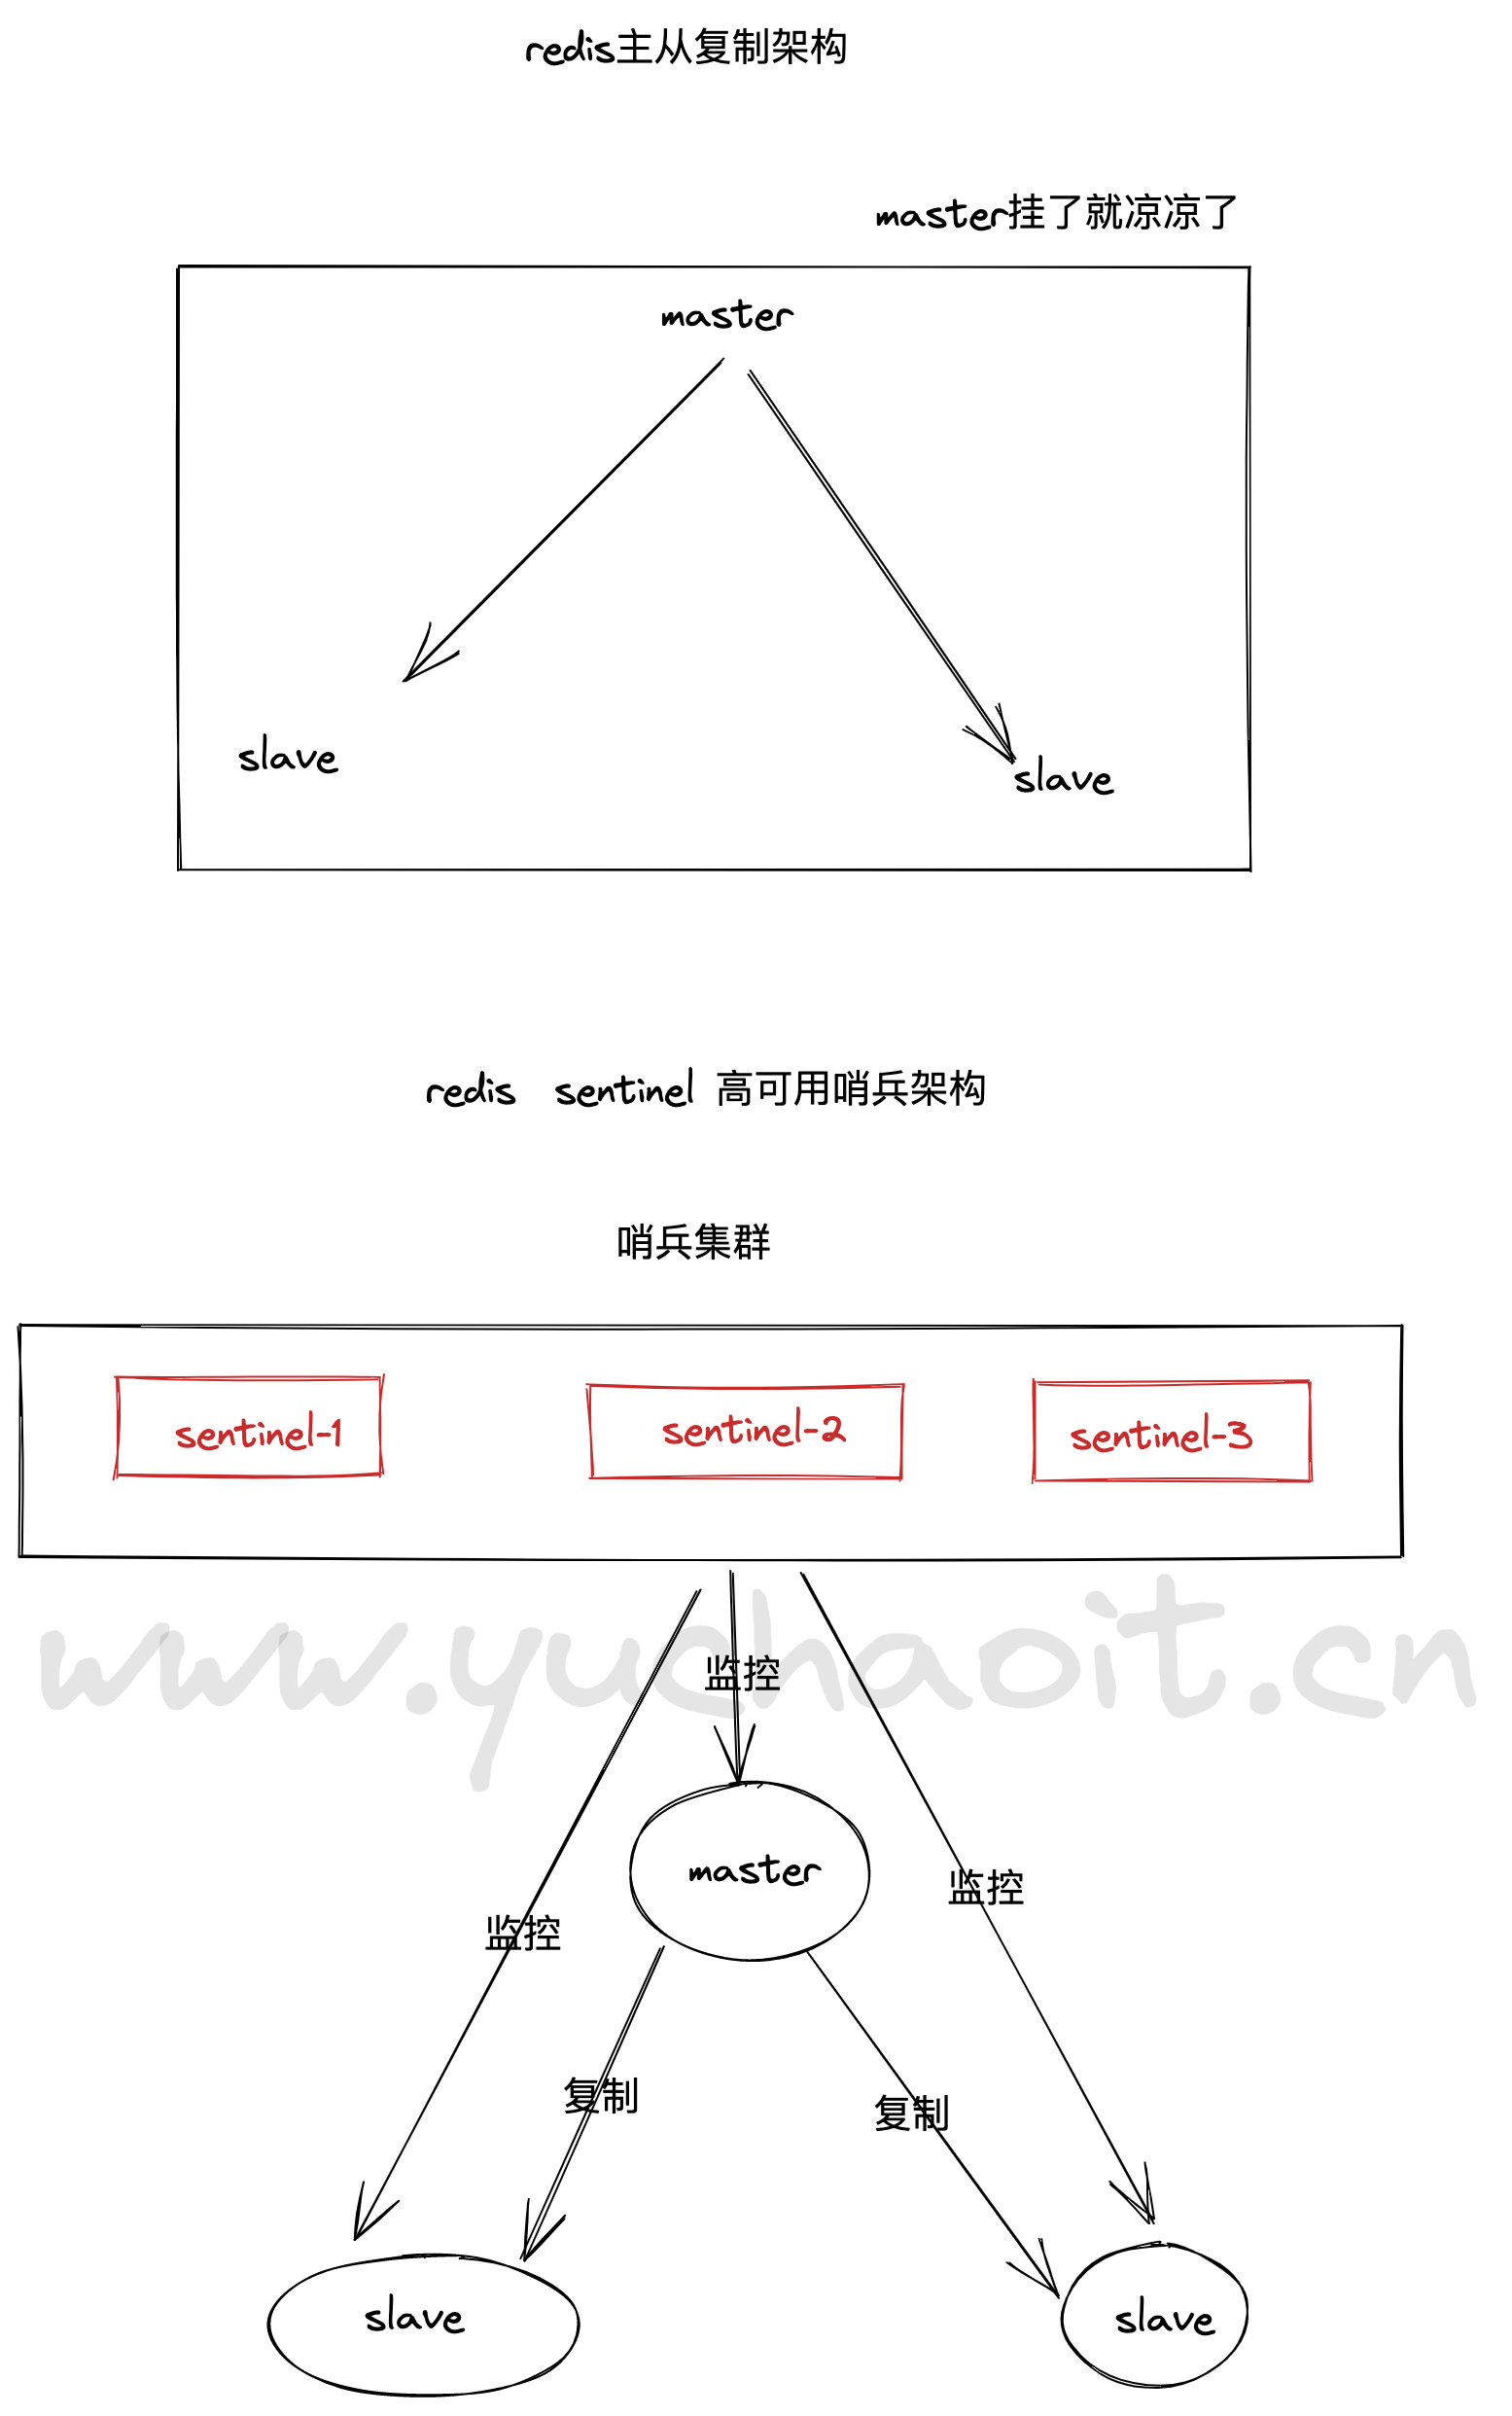 redis主从复制架构
master挂了就凉凉了
master
slave
slave
redis sentinel 高可用哨兵架构
哨兵集群
sentinel-1
sentinel-2
sentinel-3
www.yuchaoit.cn
监控
master
监控
监控
复制
复制
slave
slave